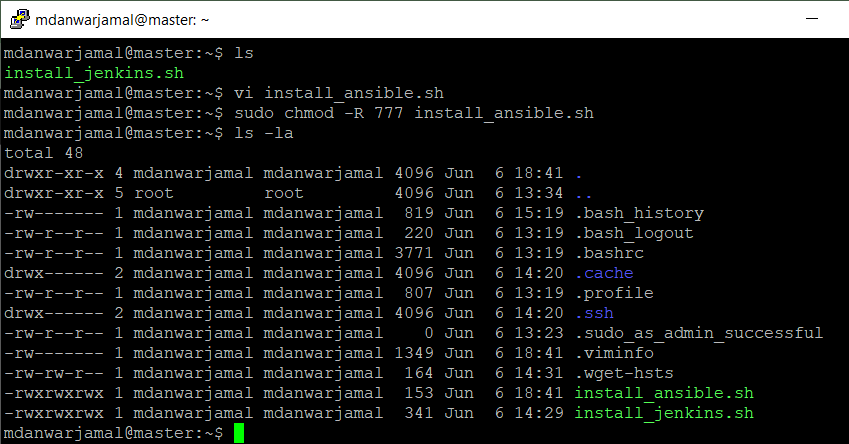 mdanwarjamal@master: ~
mdanwarjamal@master:~$ ls
install_jenkins.sh
mdanwarjamal@master:~$ vi install_ansible.sh
mdanwarjamal@master:~$ sudo chmod -R 777 install_ansible.sh
mdanwarjamal@master:~$ ls -la
total 48
drwxr-xr-x 4 mdanwarjamal mdanwarjamal 4096 Jun  6 18:41 .
drwxr-xr-x 5 root         root         4096 Jun  6 13:34 ..
-rw------- 1 mdanwarjamal mdanwarjamal  819 Jun  6 15:19 .bash_history
-rw-r--r-- 1 mdanwarjamal mdanwarjamal  220 Jun  6 13:19 .bash_logout
-rw-r--r-- 1 mdanwarjamal mdanwarjamal 3771 Jun  6 13:19 .bashrc
drwx------ 2 mdanwarjamal mdanwarjamal 4096 Jun  6 14:20 .cache
-rw-r--r-- 1 mdanwarjamal mdanwarjamal  807 Jun  6 13:19 .profile
drwx------ 2 mdanwarjamal mdanwarjamal 4096 Jun  6 14:20 .ssh
-rw-r--r-- 1 mdanwarjamal mdanwarjamal    0 Jun  6 13:23 .sudo_as_admin_successful
-rw------- 1 mdanwarjamal mdanwarjamal 1349 Jun  6 18:41 .viminfo
-rw-rw-r-- 1 mdanwarjamal mdanwarjamal  164 Jun  6 14:31 .wget-hsts
-rwxrwxrwx 1 mdanwarjamal mdanwarjamal  153 Jun  6 18:41 install_ansible.sh
-rwxrwxrwx 1 mdanwarjamal mdanwarjamal  341 Jun  6 14:29 install_jenkins.sh
mdanwarjamal@master:~$